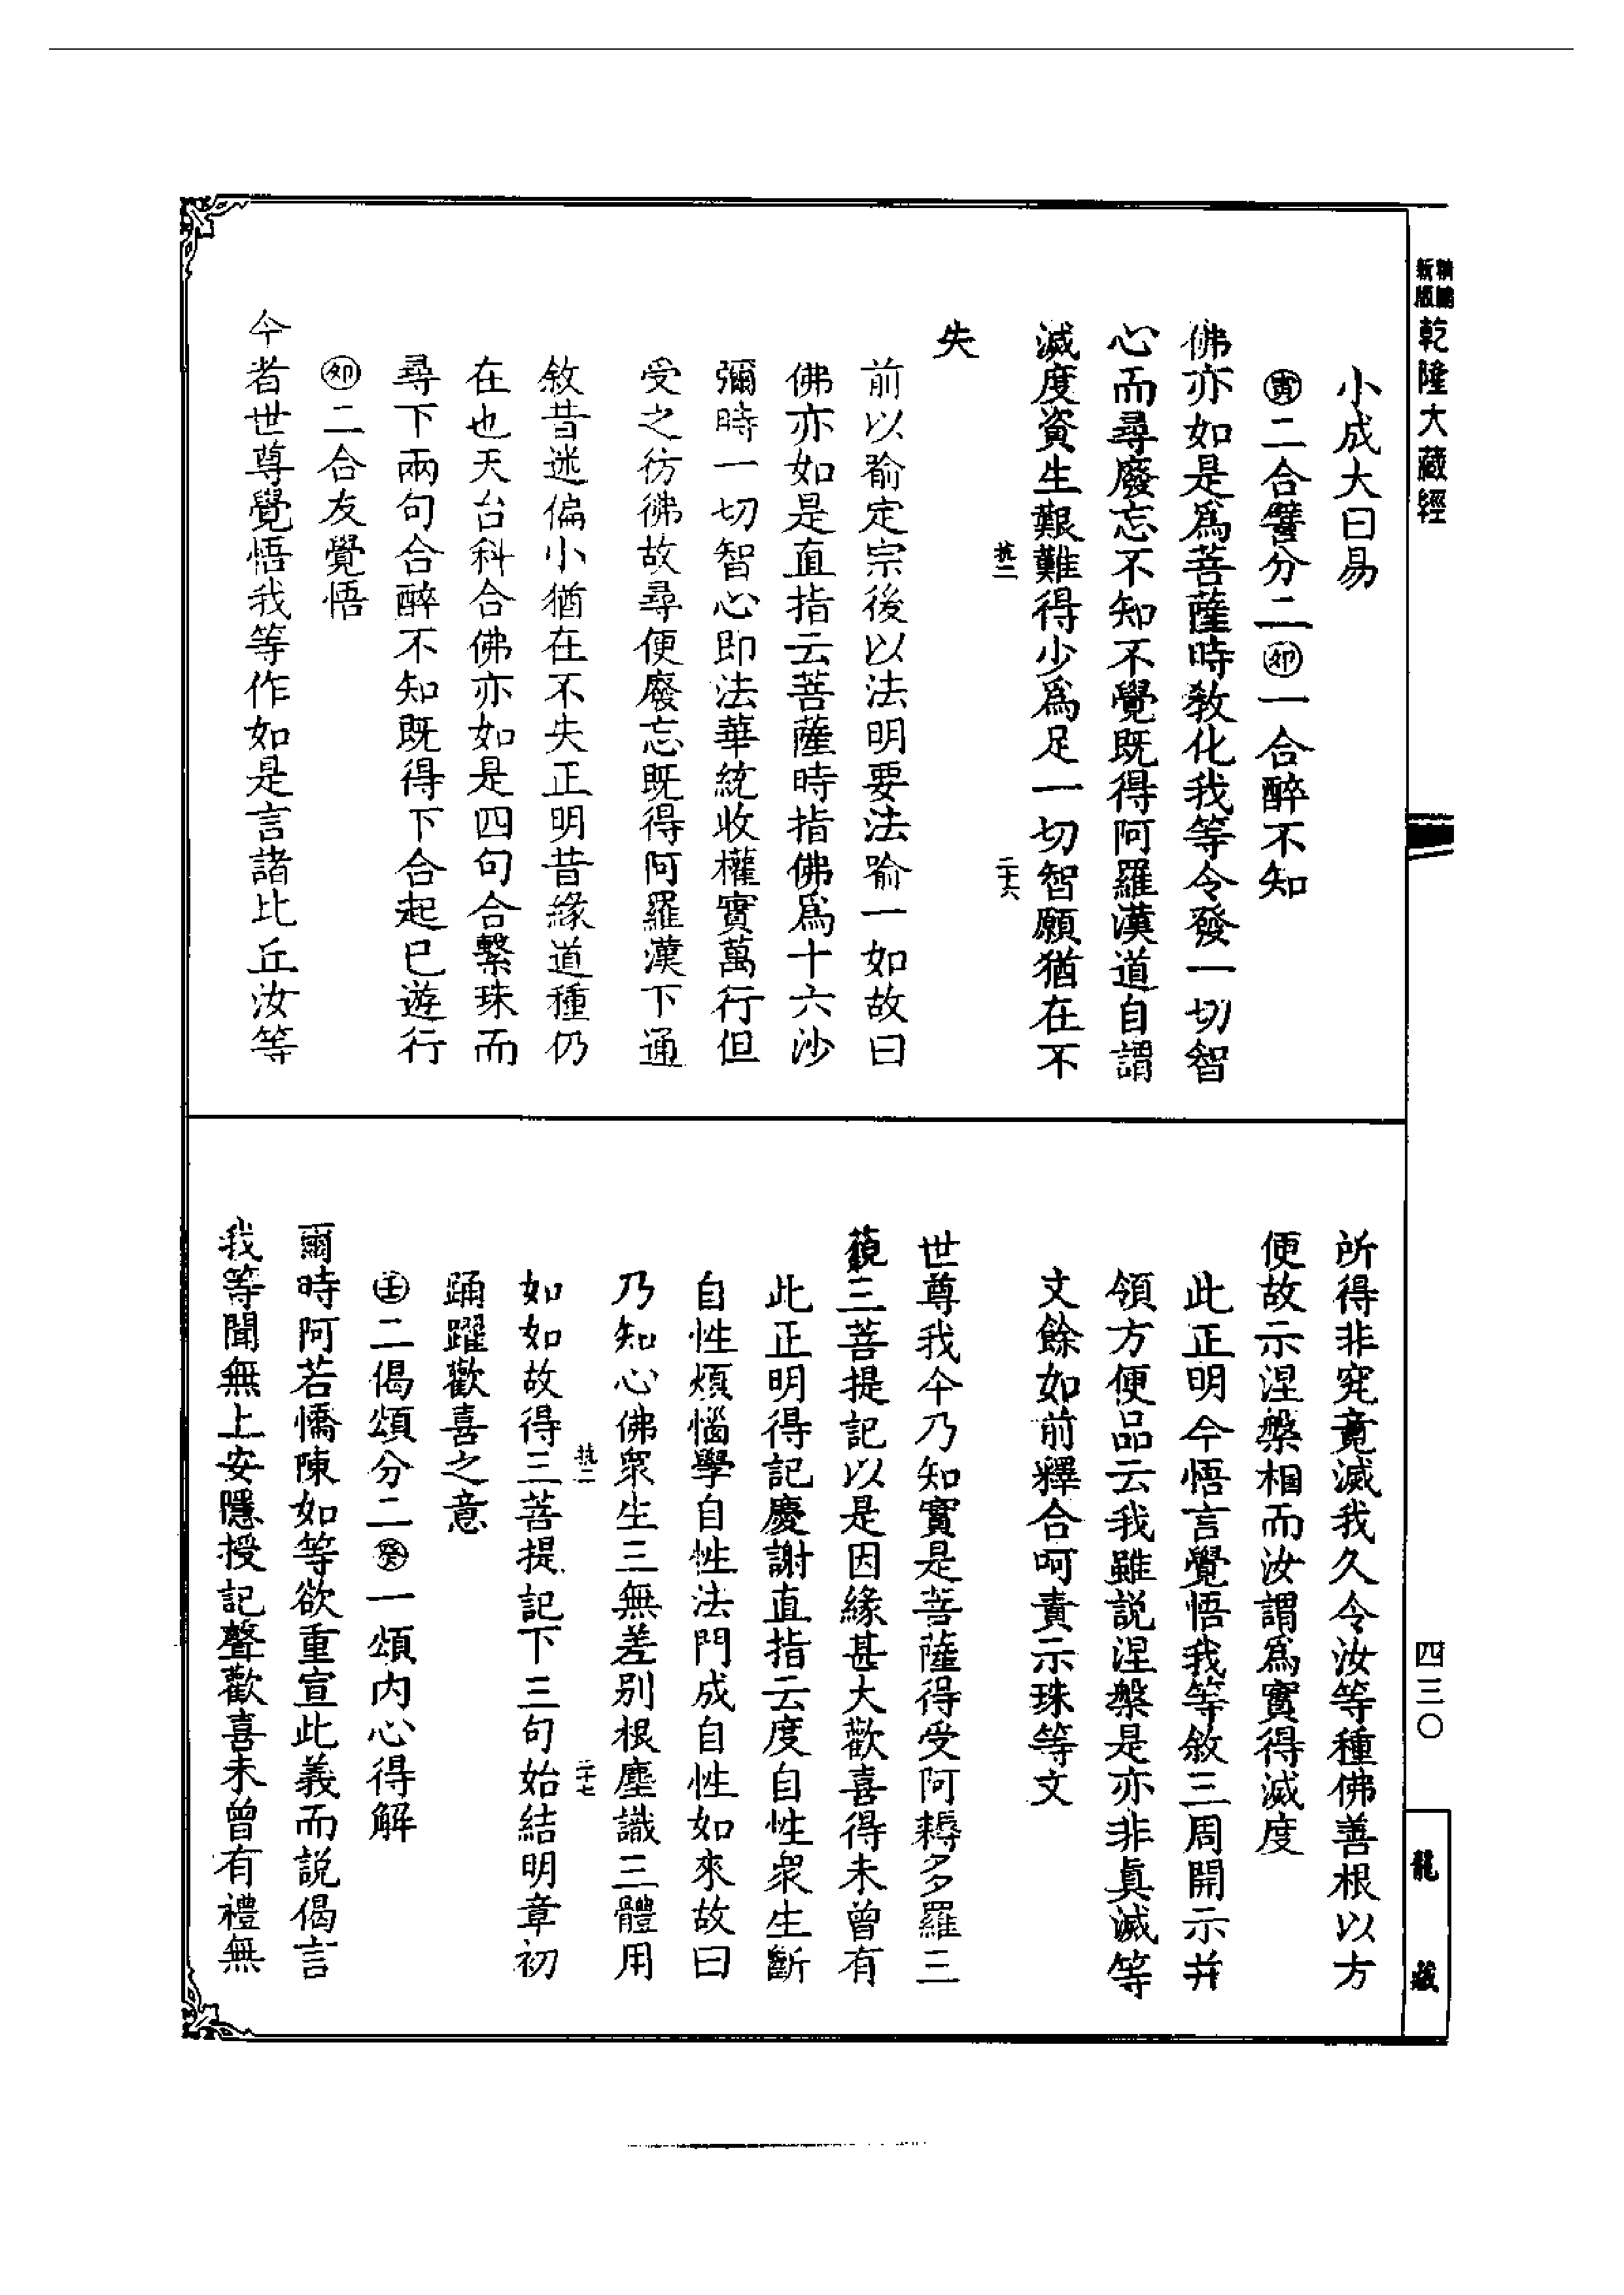 新版
精縮
乾隆大藏經
四三〇
龍藏
小成大曰易
㊞二合譬分二㊞一合醉不知
佛亦如是爲菩薩時教化我等令發一切智
心而尋廢忘不知不覺既得阿羅漢道自謂
滅度資生艱難得少爲足一切智願猶在不
執二 二十六
失
前以喻定宗後以法明要法喻一如故曰
佛亦如是直指云菩薩時指佛爲十六沙
彌時一切智心即法華統收權實萬行但
受之彷彿故尋便廢忘既得阿羅漢下通
敘昔迷偏小猶在不失正明昔緣道種仍
在也天台科合佛亦如是四句合繫珠而
尋下兩句合醉不知既得下合起已遊行
㊞二合友覺悟
今者世尊覺悟我等作如是言諸比丘汝等
所得非究竟滅我久令汝等種佛善根以方
便故示涅槃相而汝謂爲實得滅度
此正明今悟言覺悟我等敘三周開示并
領方便品云我雖説涅槃是亦非眞滅等
文餘如前釋合呵責示珠等文
世尊我今乃知實是菩薩得受阿耨多羅三
藐三菩提記以是因緣甚大歡喜得未曾有
此正明得記慶謝直指云度自性眾生斷
自性煩惱學自性法門成自性如來故曰
乃知心佛眾生三無差別根塵識三體用
執二 二十七
如如故得三菩提記下三句始結明章初
踊躍歡喜之意
㊞二偈頌分二㊞一頌内心得解
爾時阿若憍陳如等欲重宣此義而説偈言
我等聞無上安隱授記聲歡喜未曾有禮無